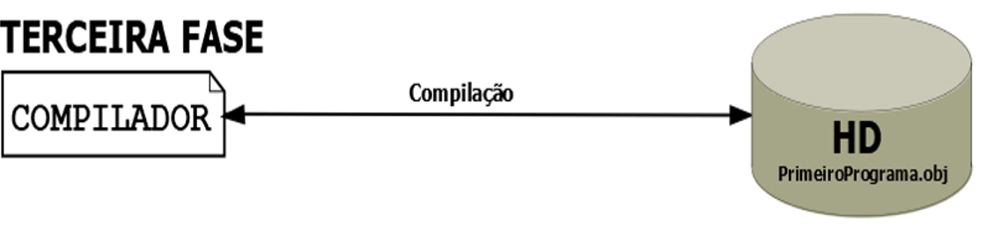 TERCEIRA FASE
COMPILADOR
Compilação
HD
PrimeiroPrograma.obj